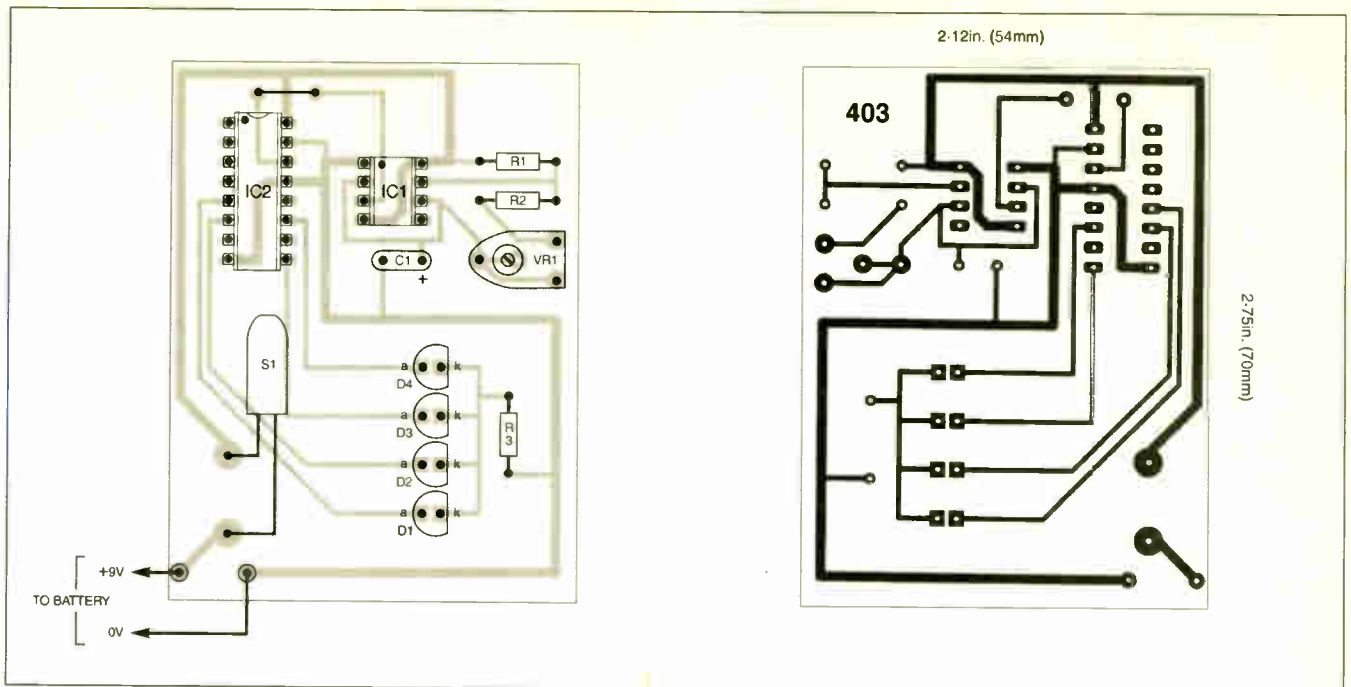 2·12in. (54mm)
403
IC2
IC1
R1
R2
C1
+
VR1
2·75in. (70mm)
S1
a k
D4
a k
D3
R
3
a k
D2
a k
D1
+9V
TO BATTERY
0V